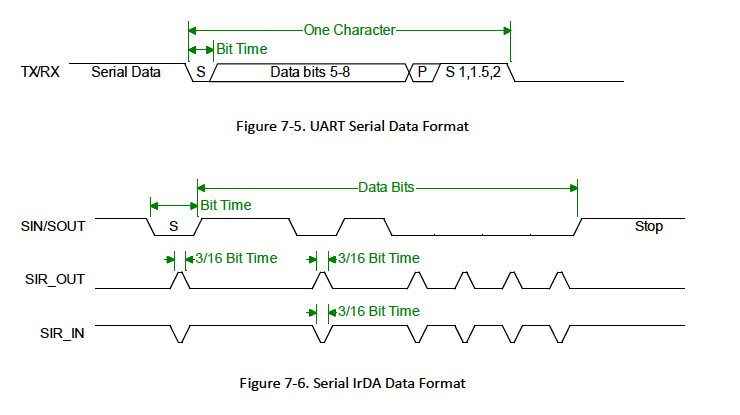 One Character
Bit Time
TX/RX Serial Data S Data bits 5-8 P S 1,1.5,2
Figure 7-5. UART Serial Data Format
Data Bits
Bit Time
SIN/SOUT S Stop
3/16 Bit Time 3/16 Bit Time
SIR_OUT
3/16 Bit Time
SIR_IN
Figure 7-6. Serial IrDA Data Format